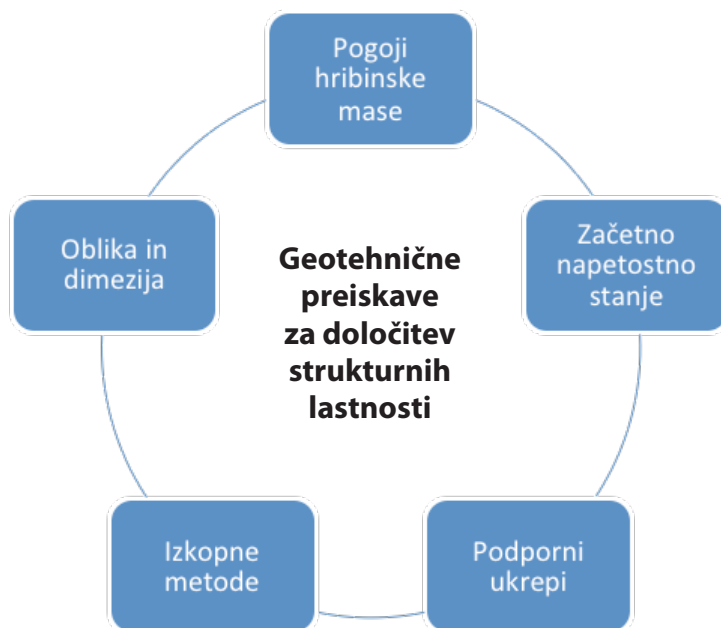 Pogoji
hribinske
mase
Oblika in
dimezija
Geotehnične
preiskave
za določitev
strukturnih
lastnosti
Začetno
napetostno
stanje
Izkopne
metode
Podporni
ukrepi